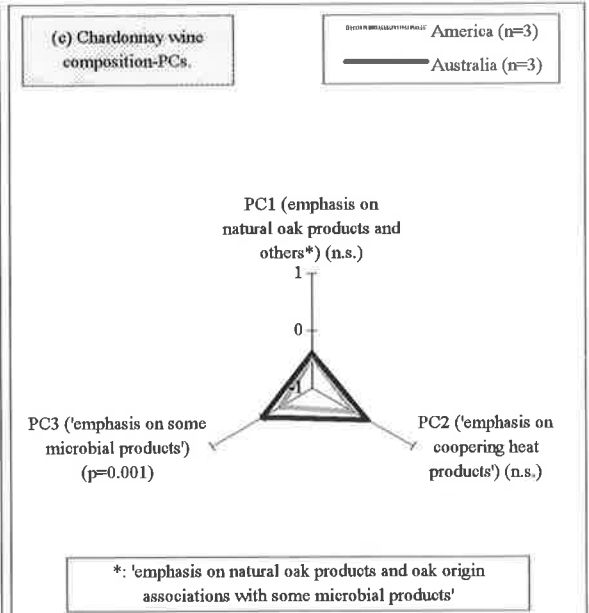 (c) Chardonnay wine
composition-PCs.
America (n=3)
Australia (n=3)
PC1 (emphasis on
natural oak products and
others*) (n.s.)
1
0
-1
PC3 ('emphasis on some
microbial products')
(p=0.001)
PC2 ('emphasis on
coopering heat
products') (n.s.)
*: 'emphasis on natural oak products and oak origin
associations with some microbial products'